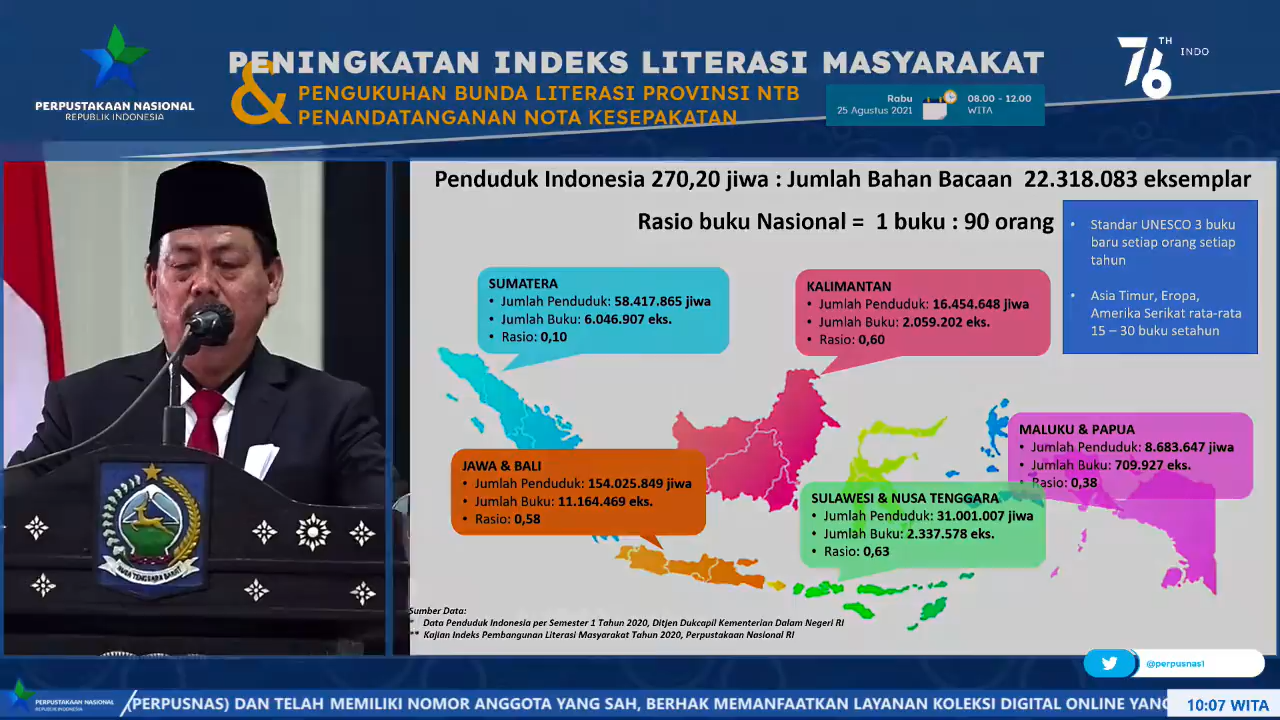 PERPUSTAKAAN NASIONAL
REPUBLIK INDONESIA
PENINGKATAN INDEKS LITERASI MASYARAKAT
&
PENGUKUHAN BUNDA LITERASI PROVINSI NTB
PENANDATANGANAN NOTA KESEPAKATAN
Rabu
25 Agustus 2021
08.00 - 12.00
WITA
76
TH
INDO
Penduduk Indonesia 270,20 jiwa : Jumlah Bahan Bacaan 22.318.083 eksemplar
Rasio buku Nasional = 1 buku : 90 orang
• Standar UNESCO 3 buku
baru setiap orang setiap
tahun
• Asia Timur, Eropa,
Amerika Serikat rata-rata
15 – 30 buku setahun
SUMATERA
• Jumlah Penduduk: 58.417.865 jiwa
• Jumlah Buku: 6.046.907 eks.
• Rasio: 0,10
KALIMANTAN
• Jumlah Penduduk: 16.454.648 jiwa
• Jumlah Buku: 2.059.202 eks.
• Rasio: 0,60
MALUKU & PAPUA
• Jumlah Penduduk: 8.683.647 jiwa
• Jumlah Buku: 709.927 eks.
• Rasio: 0,38
JAWA & BALI
• Jumlah Penduduk: 154.025.849 jiwa
• Jumlah Buku: 11.164.469 eks.
• Rasio: 0,58
SULAWESI & NUSA TENGGARA
• Jumlah Penduduk: 31.001.007 jiwa
• Jumlah Buku: 2.337.578 eks.
• Rasio: 0,63
Sumber Data:
* Data Penduduk Indonesia per Semester 1 Tahun 2020, Ditjen Dukcapil Kementerian Dalam Negeri RI
** Kajian Indeks Pembangunan Literasi Masyarakat Tahun 2020, Perpustakaan Nasional RI
NUSA TENGGARA BARAT
@perpusnas1
PERPUSTAKAAN NASIONAL
REPUBLIK INDONESIA
(PERPUSNAS) DAN TELAH MEMILIKI NOMOR ANGGOTA YANG SAH, BERHAK MEMANFAATKAN LAYANAN KOLEKSI DIGITAL ONLINE YANG
10:07 WITA